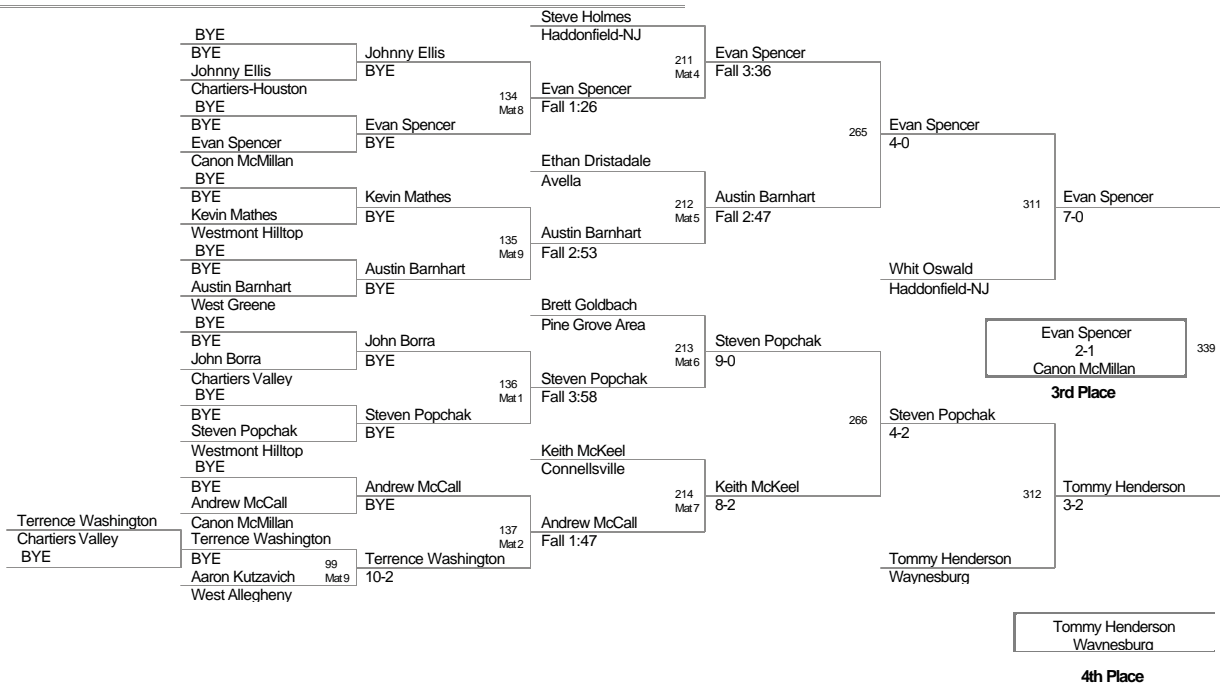 Steve Holmes
BYE
Haddonfield-NJ
BYE
Johnny Ellis
Evan Spencer
211
Johnny Ellis
BYE
Mat 4
Fall 3:36
Chartiers-Houston
134
Evan Spencer
BYE
Mat 8
Fall 1:26
BYE
Evan Spencer
265
Evan Spencer
Evan Spencer
BYE
4-0
Canon McMillan
Ethan Dristadale
BYE
Avella
BYE
Kevin Mathes
212
Austin Barnhart
311
Evan Spencer
Kevin Mathes
BYE
Mat 5
Fall 2:47
7-0
Westmont Hilltop
135
Austin Barnhart
BYE
Mat 9
Fall 2:53
BYE
Austin Barnhart
Whit Oswald
Austin Barnhart
BYE
Haddonfield-NJ
West Greene
Brett Goldbach
BYE
Pine Grove Area
BYE
John Borra
213
Steven Popchak
Evan Spencer
John Borra
BYE
Mat 6
9-0
2-1
339
Chartiers Valley
136
Steven Popchak
Canon McMillan
BYE
Mat 1
Fall 3:58
3rd Place
BYE
Steven Popchak
266
Steven Popchak
Steven Popchak
BYE
4-2
Westmont Hilltop
Keith McKeel
BYE
Connellsville
BYE
Andrew McCall
214
Keith McKeel
312
Tommy Henderson
Andrew McCall
BYE
Mat 7
8-2
3-2
Terrence Washington
Canon McMillan
137
Andrew McCall
Chartiers Valley
Terrence Washington
Mat 2
Fall 1:47
BYE
BYE
99
Terrence Washington
Tommy Henderson
Aaron Kutzavich
Mat 9
10-2
Waynesburg
West Allegheny
Tommy Henderson
Waynesburg
4th Place